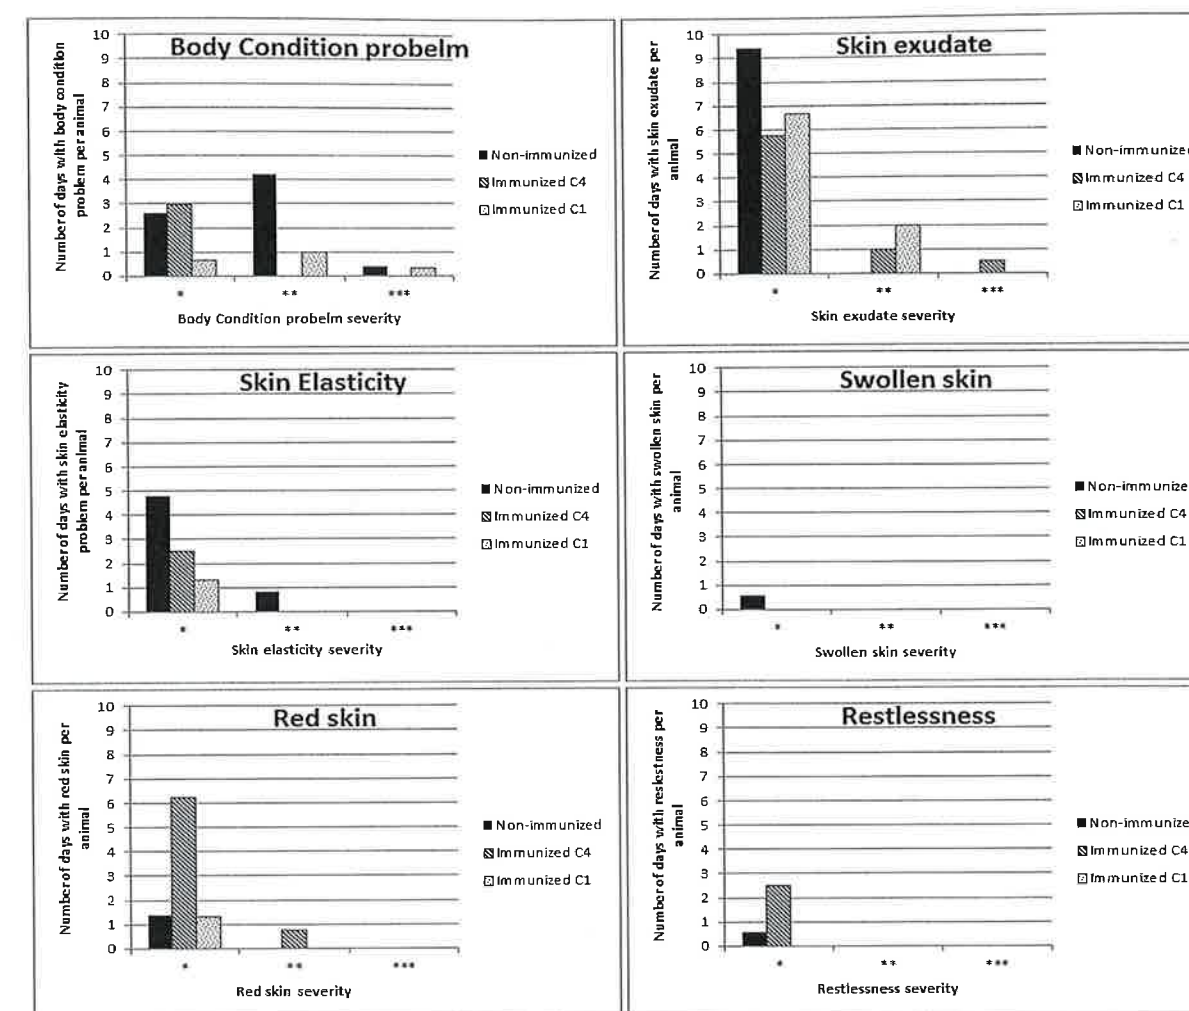 Body Condition probelm
Number of days with body condition
problem per animal
10
9
8
7
6
5
4
3
2
1
0
* ** ***
Body Condition probelm severity
Non-immunized
Immunized C4
Immunized C1
Skin exudate
Number of days with skin exudate per
animal
10
9
8
7
6
5
4
3
2
1
0
* ** ***
Skin exudate severity
Non-immunized
Immunized C4
Immunized C1
Skin Elasticity
Number of days with skin elasticity
problem per animal
10
9
8
7
6
5
4
3
2
1
0
* ** ***
Skin elasticity severity
Non-immunized
Immunized C4
Immunized C1
Swollen skin
Number of days with swollen skin per
animal
10
9
8
7
6
5
4
3
2
1
0
* ** ***
Swollen skin severity
Non-immunize
Immunized C4
Immunized C1
Red skin
Number of days with red skin per
animal
10
9
8
7
6
5
4
3
2
1
0
* ** ***
Red skin severity
Non-immunized
Immunized C4
Immunized C1
Restlessness
Number of days with reslestness per
animal
10
9
8
7
6
5
4
3
2
1
0
* ** ***
Restlessness severity
Non-immunize
Immunized C4
Immunized C1